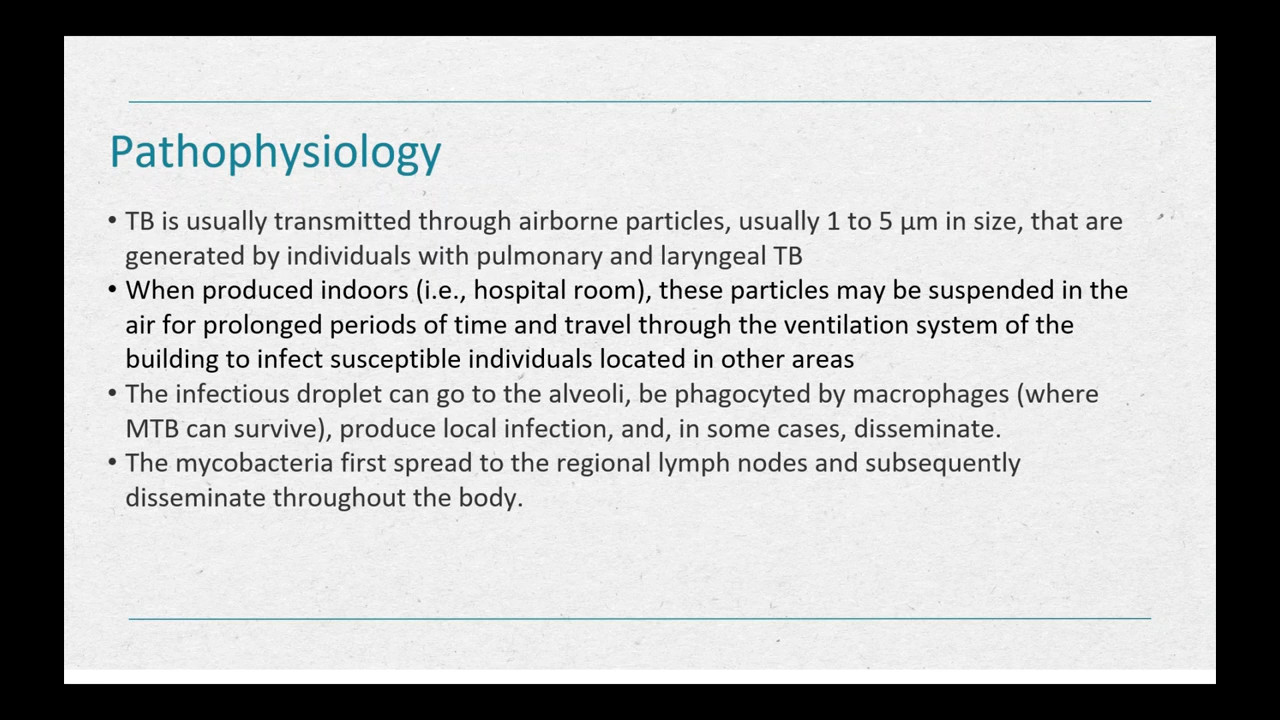 Pathophysiology
• TB is usually transmitted through airborne particles, usually 1 to 5 µm in size, that are
generated by individuals with pulmonary and laryngeal TB
• When produced indoors (i.e., hospital room), these particles may be suspended in the
air for prolonged periods of time and travel through the ventilation system of the
building to infect susceptible individuals located in other areas
• The infectious droplet can go to the alveoli, be phagocyted by macrophages (where
MTB can survive), produce local infection, and, in some cases, disseminate.
• The mycobacteria first spread to the regional lymph nodes and subsequently
disseminate throughout the body.